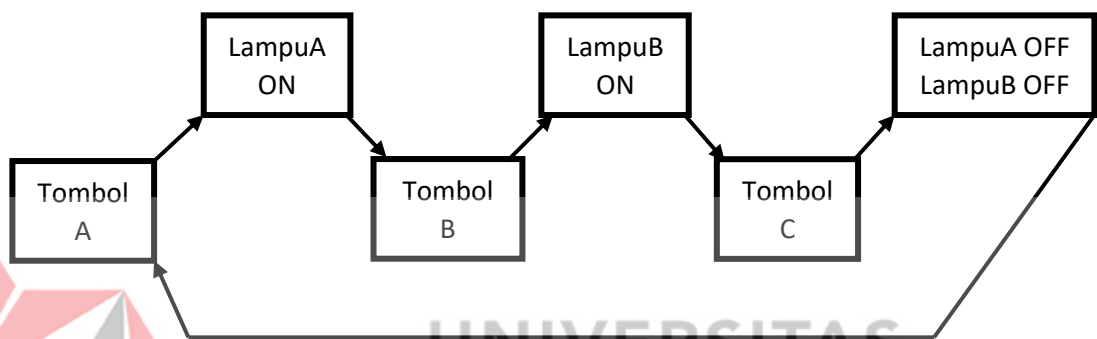 LampuA
ON
LampuB
ON
LampuA OFF
LampuB OFF
Tombol
A
Tombol
B
Tombol
C
UNIVERSITAS